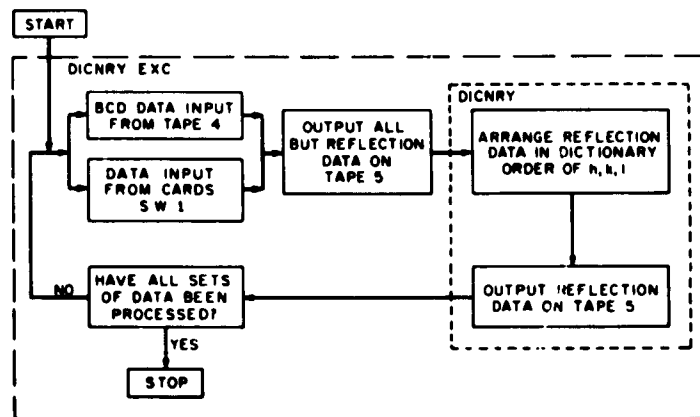 START
DICNRY EXC
BCD DATA INPUT
FROM TAPE 4
DATA INPUT
FROM CARDS
SW 1
OUTPUT ALL
BUT REFLECTION
DATA ON
TAPE 5
DICNRY
ARRANGE REFLECTION
DATA IN DICTIONARY
ORDER OF h, k, l
OUTPUT REFLECTION
DATA ON TAPE 5
HAVE ALL SETS
OF DATA BEEN
PROCESSED?
NO
YES
STOP